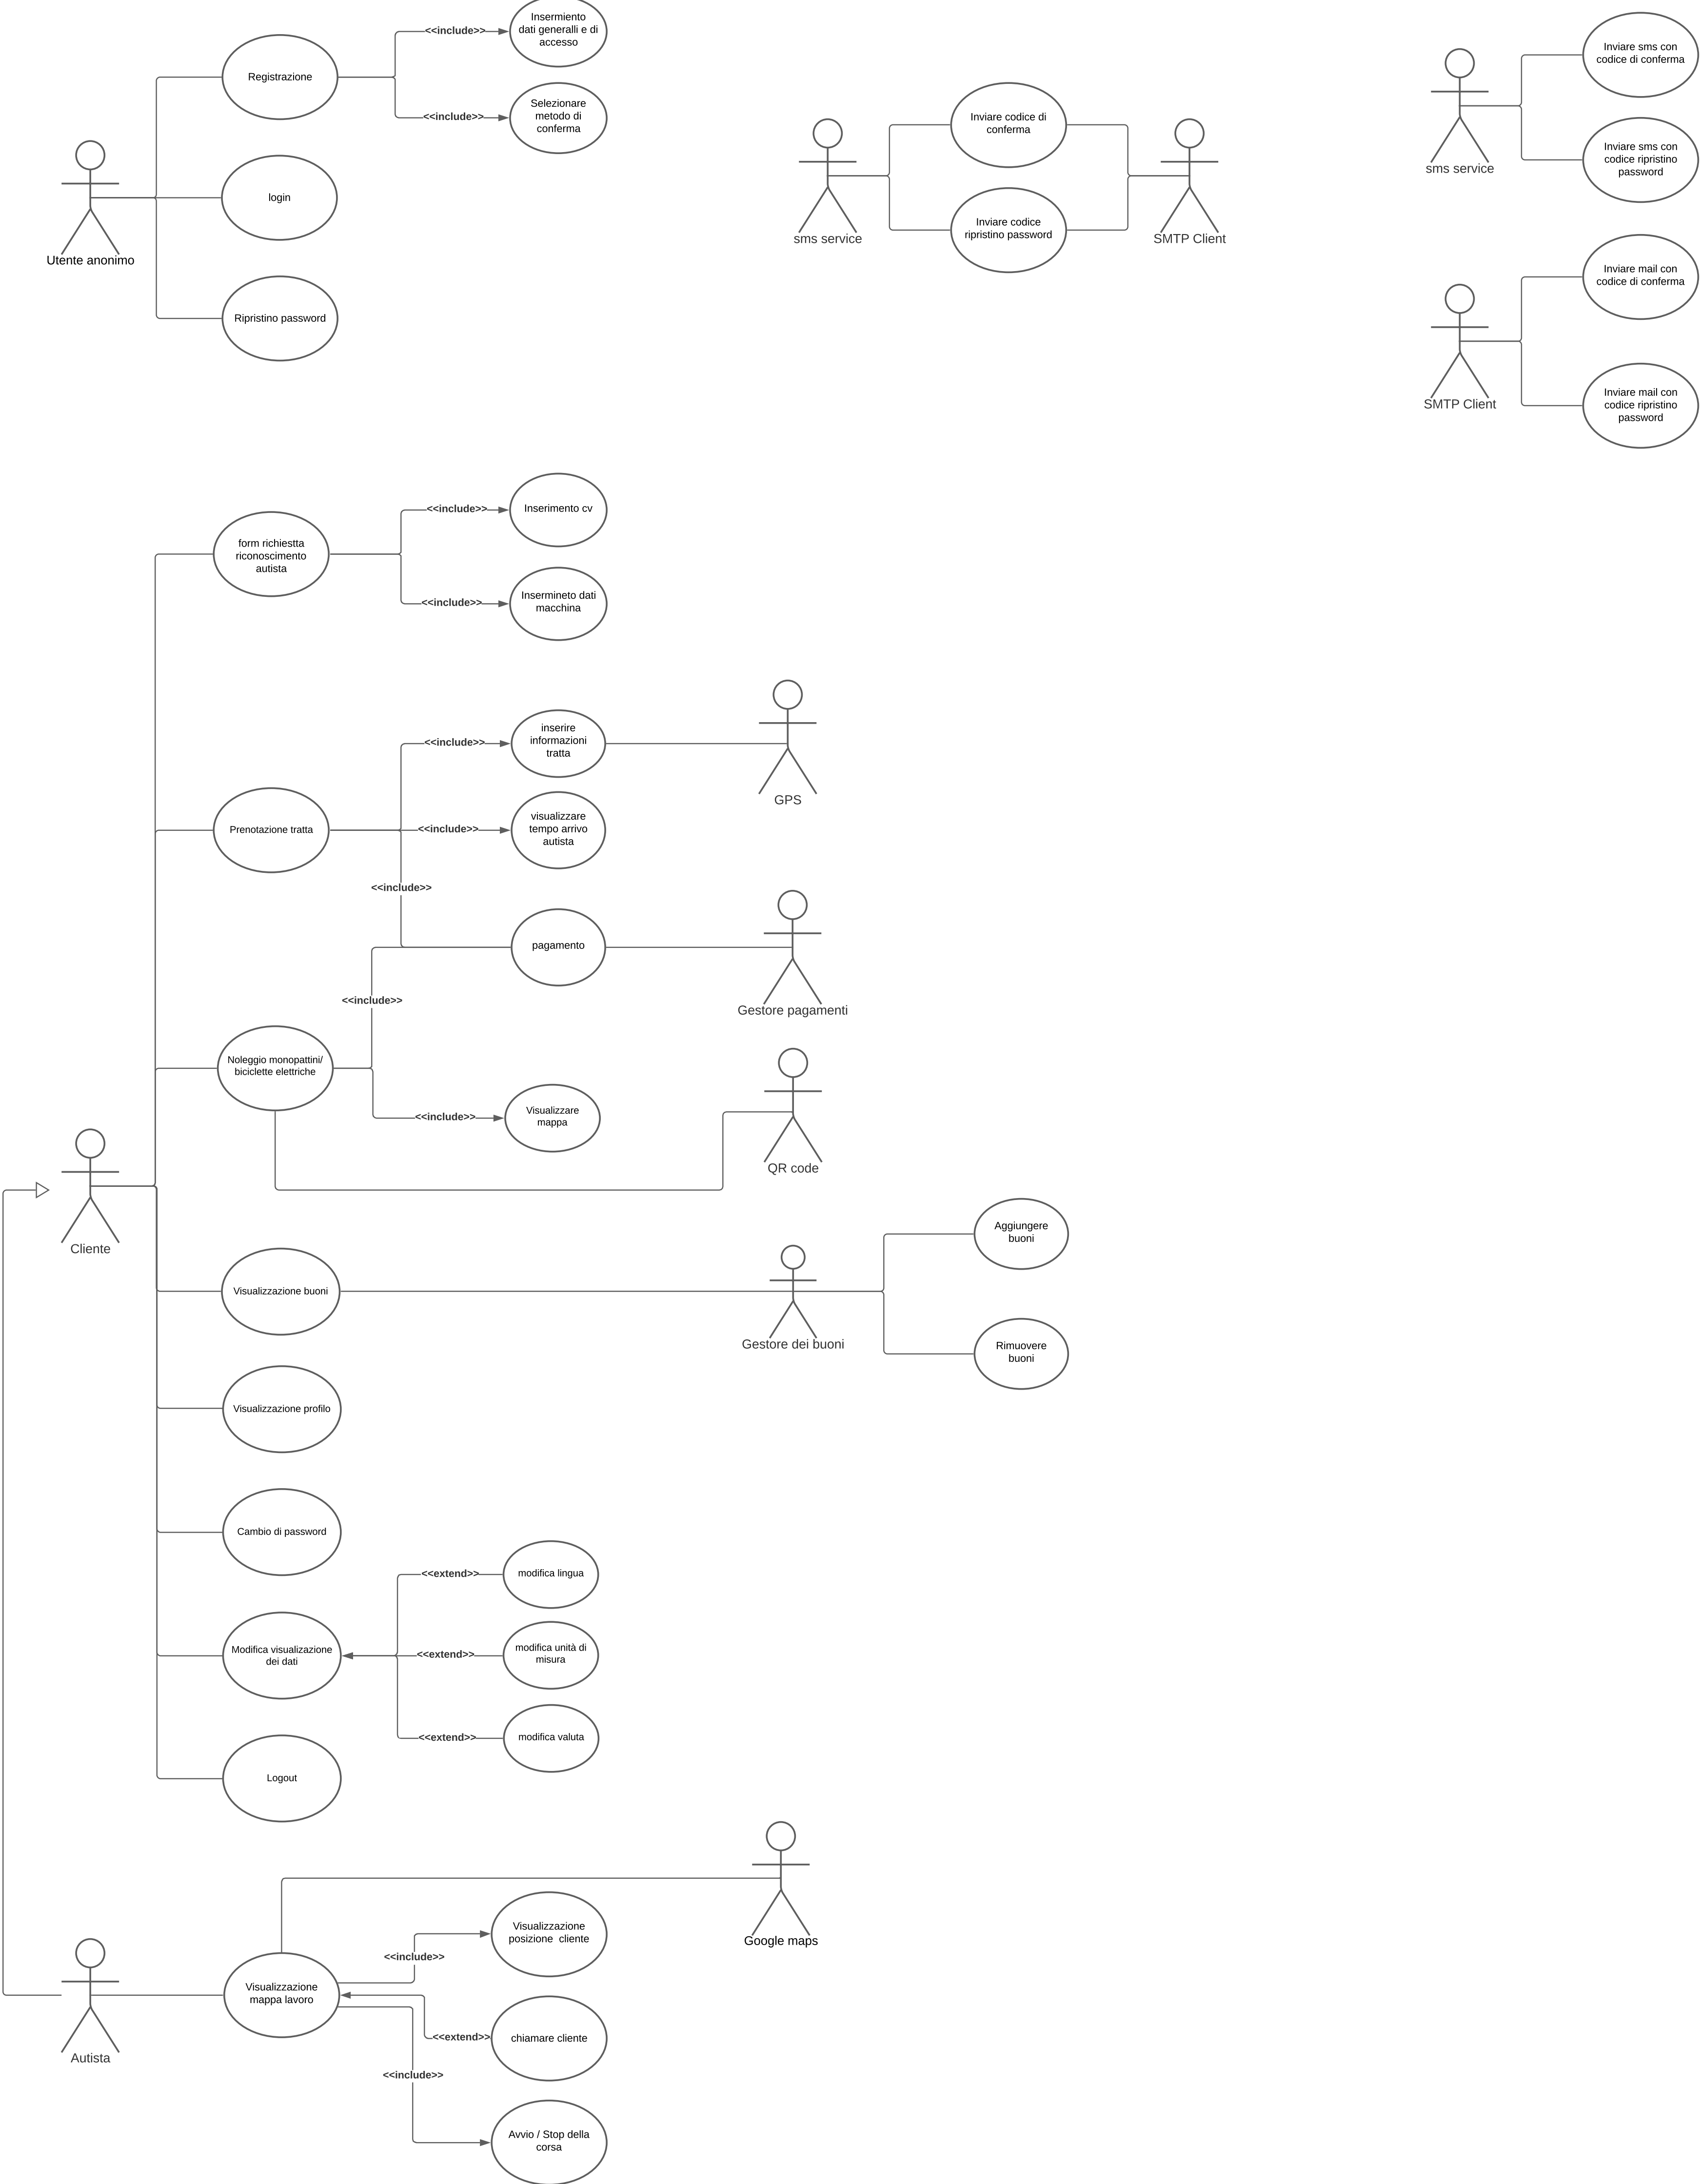 Insermiento
dati generalli e di
accesso
<<include>>
Registrazione
Selezionare
metodo di
conferma
<<include>>
login
Utente anonimo
Ripristino password
Inviare codice di
conferma
Inviare codice
ripristino password
sms service
SMTP Client
Inviare sms con
codice di conferma
Inviare sms con
codice ripristino
password
sms service
Inviare mail con
codice di conferma
Inviare mail con
codice ripristino
password
SMTP Client
<<include>>
Inserimento cv
form richiestta
riconoscimento
autista
<<include>>
Insermineto dati
macchina
<<include>>
inserire
informazioni
tratta
GPS
Prenotazione tratta
<<include>>
visualizzare
tempo arrivo
autista
<<include>>
pagamento
Gestore pagamenti
<<include>>
Noleggio monopattini/
biciclette elettriche
<<include>>
Visualizzare
mappa
QR code
Cliente
Aggiungere
buoni
Visualizzazione buoni
Gestore dei buoni
Rimuovere
buoni
Visualizzazione profilo
Cambio di password
<<extend>>
modifica lingua
Modifica visualizazione
dei dati
<<extend>>
modifica unità di
misura
<<extend>>
modifica valuta
Logout
Google maps
Visualizzazione
posizione cliente
<<include>>
Visualizzazione
mappa lavoro
<<extend>>
chiamare cliente
Autista
<<include>>
Avvio / Stop della
corsa